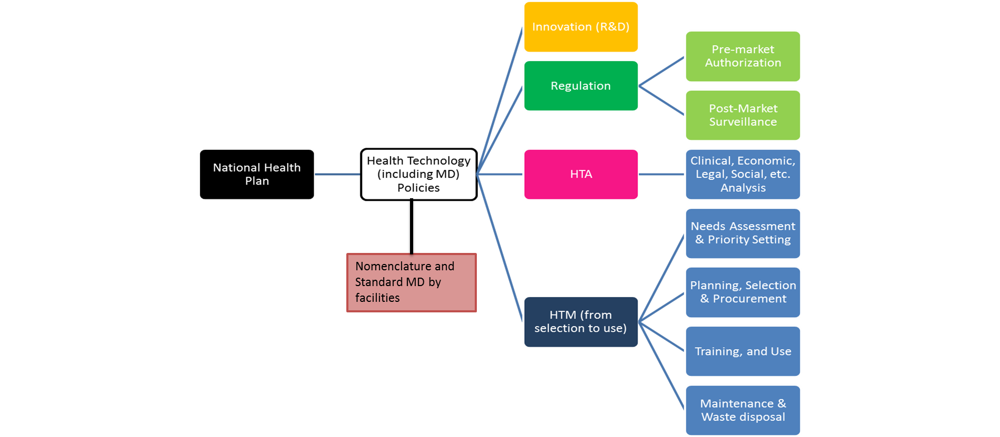 National Health
Plan
Health Technology
(including MD)
Policies
Nomenclature and
Standard MD by
facilities
Innovation (R&D)
Regulation
HTA
HTM (from
selection to use)
Pre-market
Authorization
Post-Market
Surveillance
Clinical, Economic,
Legal, Social, etc.
Analysis
Needs Assessment
& Priority Setting
Planning, Selection
& Procurement
Training, and Use
Maintenance &
Waste disposal